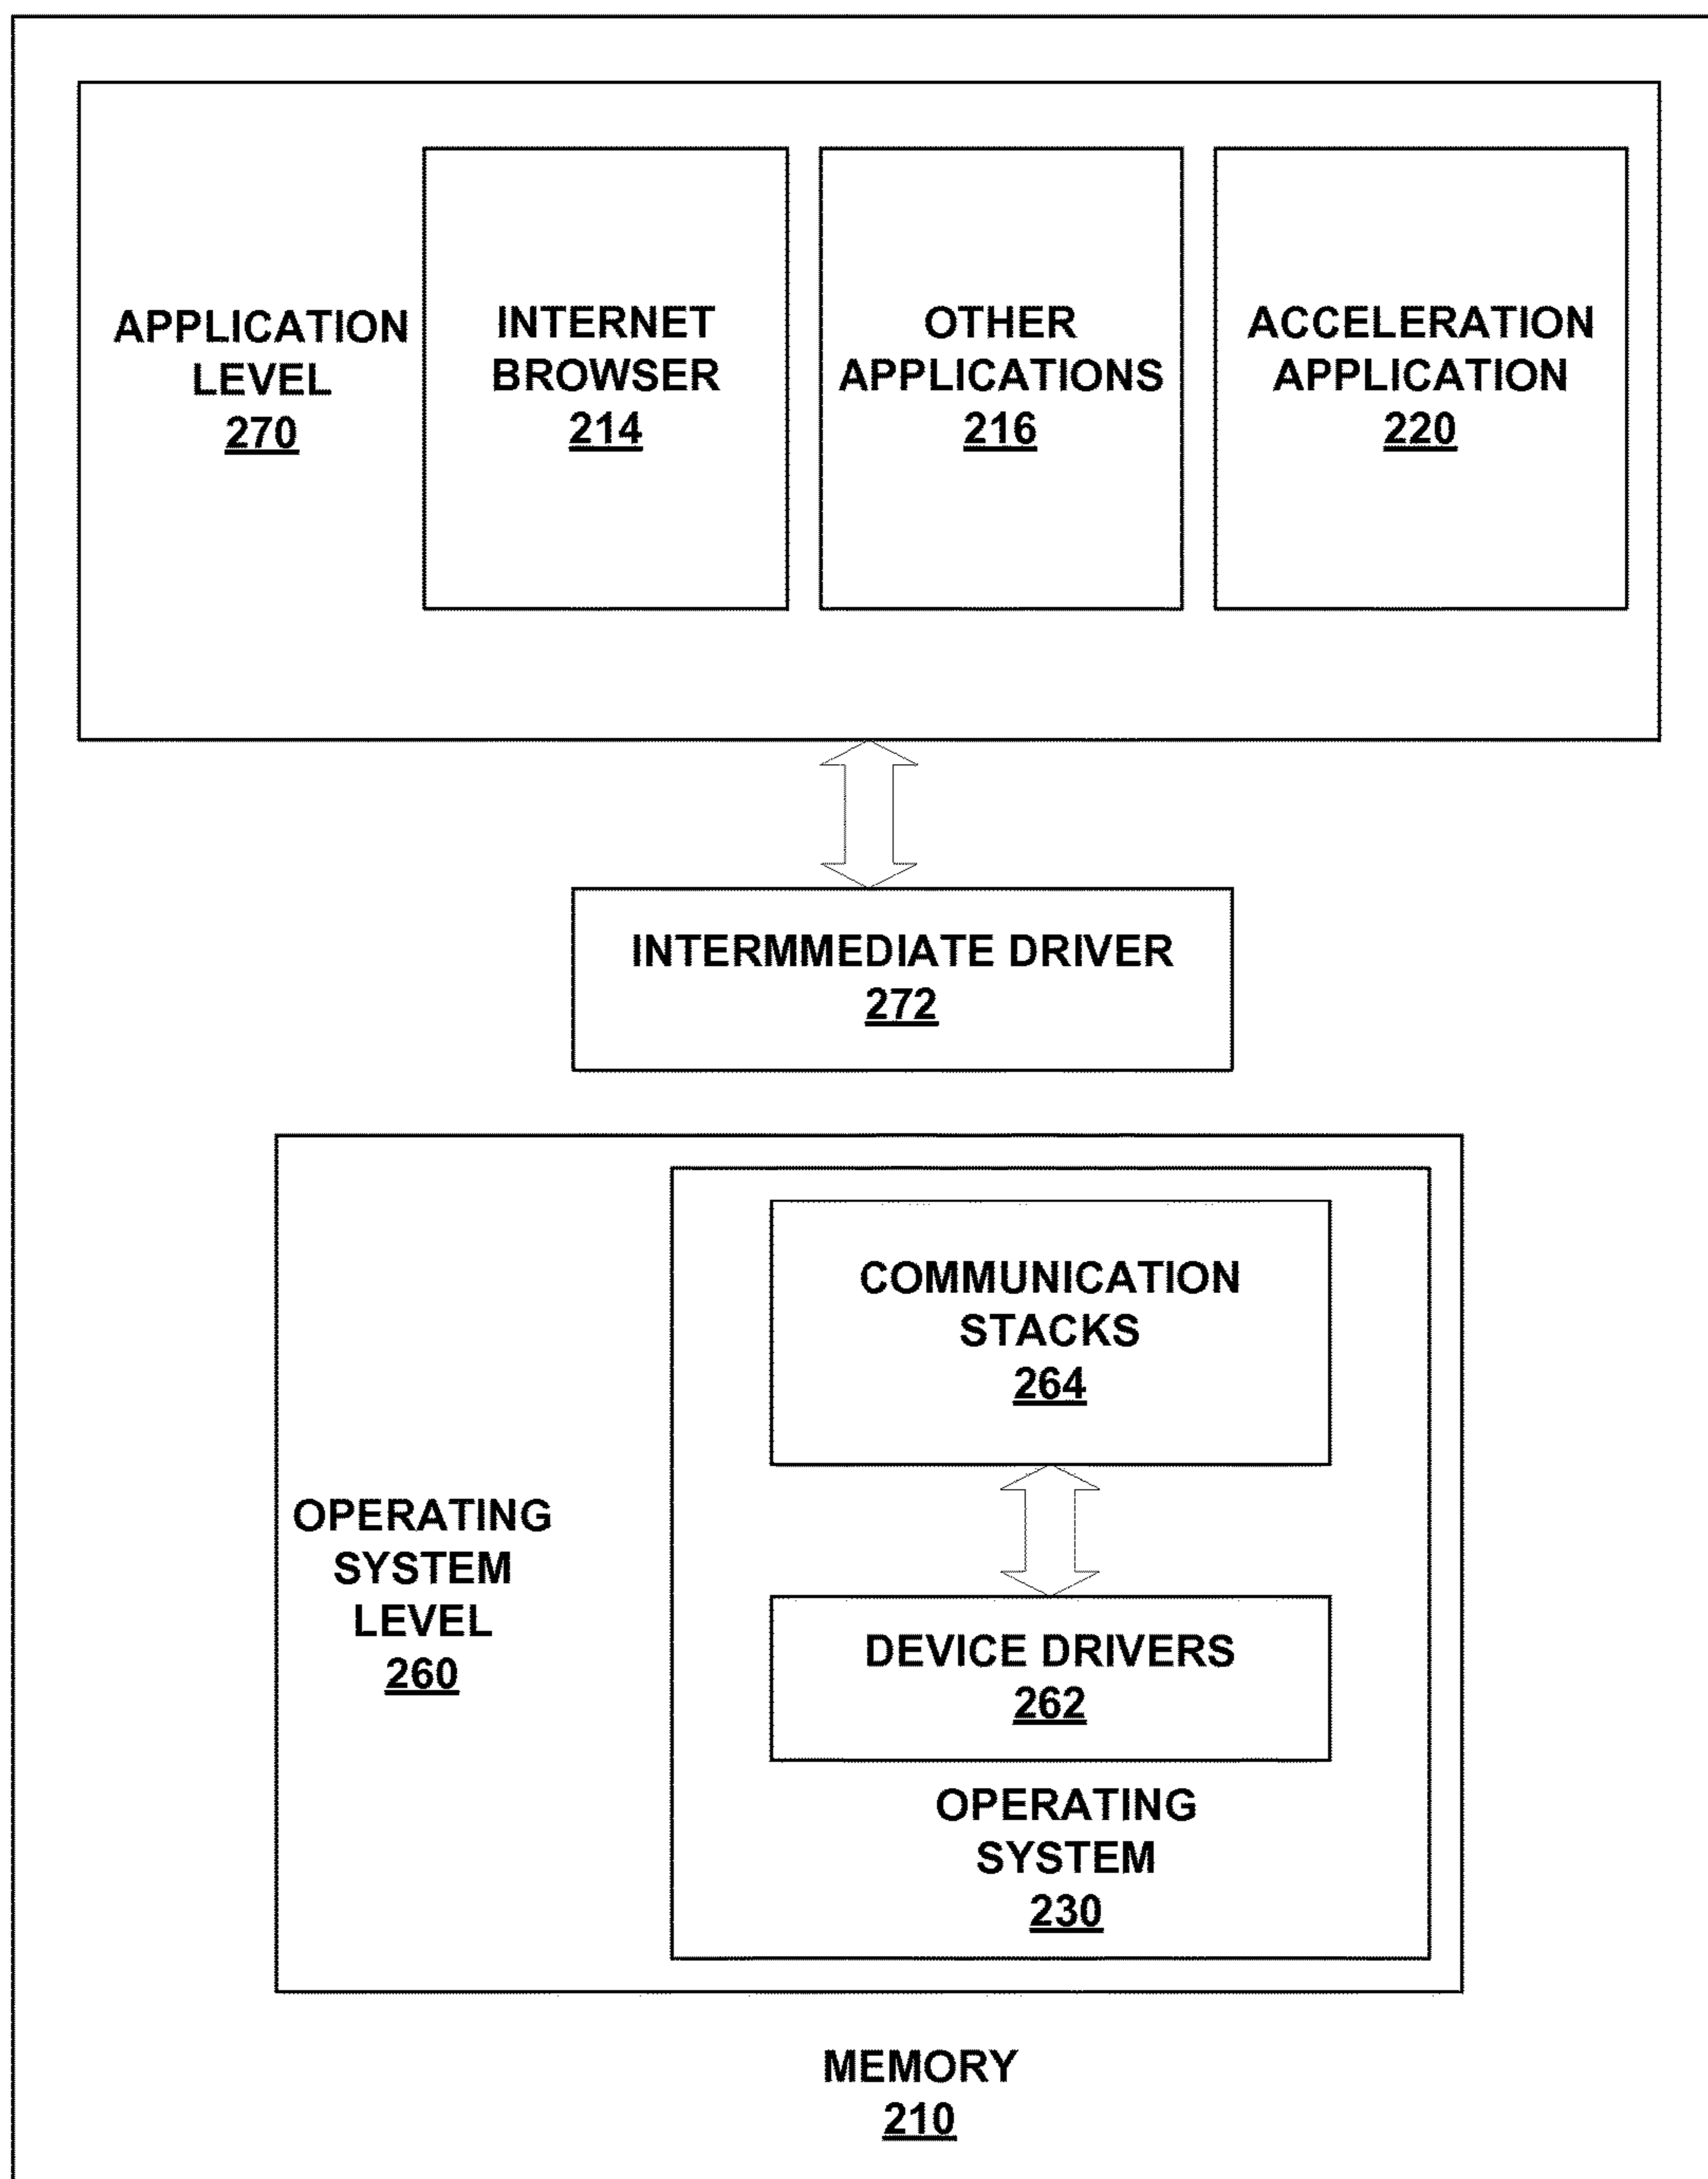 APPLICATION
LEVEL
270
INTERNET
BROWSER
214
OTHER
APPLICATIONS
216
ACCELERATION
APPLICATION
220
INTERMMEDIATE DRIVER
272
COMMUNICATION
STACKS
264
OPERATING
SYSTEM
LEVEL
260
DEVICE DRIVERS
262
OPERATING
SYSTEM
230
MEMORY
210